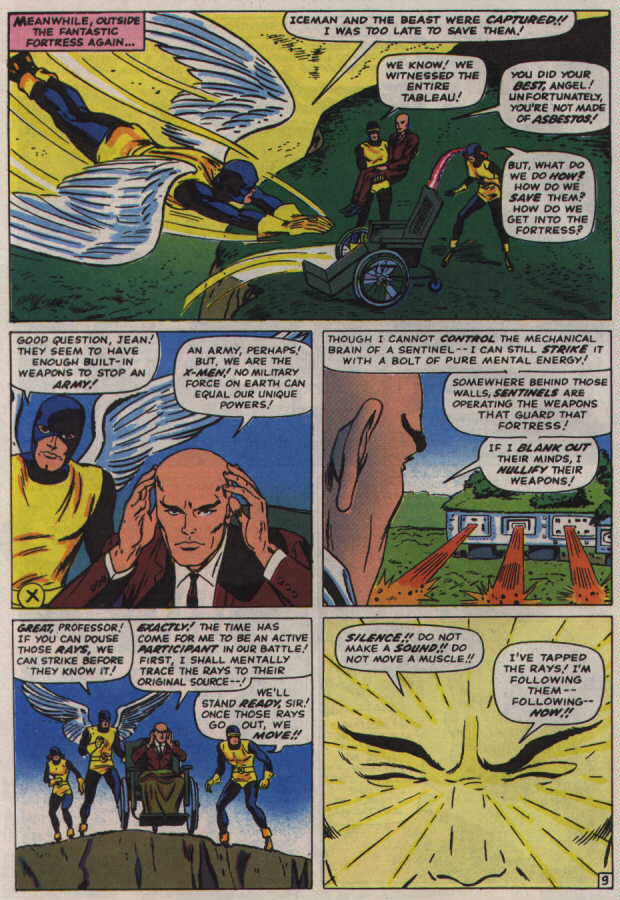 MEANWHILE, OUTSIDE
THE FANTASTIC
FORTRESS AGAIN...
ICEMAN AND THE BEAST WERE CAPTURED!!
I WAS TOO LATE TO SAVE THEM!
WE KNOW! WE
WITNESSED THE
ENTIRE
TABLEAU!
YOU DID YOUR
BEST, ANGEL!
UNFORTUNATELY,
YOU'RE NOT MADE
OF ASBESTOS!
BUT, WHAT DO
WE DO NOW?
HOW DO WE
SAVE THEM?
HOW DO WE
GET INTO THE
FORTRESS?
GOOD QUESTION, JEAN!
THEY SEEM TO HAVE
ENOUGH BUILT-IN
WEAPONS TO STOP AN
ARMY!
AN ARMY, PERHAPS!
BUT, WE ARE THE
X-MEN! NO MILITARY
FORCE ON EARTH CAN
EQUAL OUR UNIQUE
POWERS!
X
THOUGH I CANNOT CONTROL THE MECHANICAL
BRAIN OF A SENTINEL--I CAN STILL STRIKE IT
WITH A BOLT OF PURE MENTAL ENERGY!
SOMEWHERE BEHIND THOSE
WALLS, SENTINELS ARE
OPERATING THE WEAPONS
THAT GUARD THAT
FORTRESS!
IF I BLANK OUT
THEIR MINDS, I
NULLIFY THEIR
WEAPONS!
GREAT, PROFESSOR!
IF YOU CAN DOUSE
THOSE RAYS, WE
CAN STRIKE BEFORE
THEY KNOW IT!
EXACTLY! THE TIME HAS
COME FOR ME TO BE AN ACTIVE
PARTICIPANT IN OUR BATTLE!
FIRST, I SHALL MENTALLY
TRACE THE RAYS TO THEIR
ORIGINAL SOURCE--!
WE'LL
STAND READY, SIR!
ONCE THOSE RAYS
GO OUT, WE
MOVE!!
SILENCE!! DO NOT
MAKE A SOUND!! DO
NOT MOVE A MUSCLE!!
I'VE TAPPED
THE RAYS! I'M
FOLLOWING
THEM--
FOLLOWING--
NOW!!
9